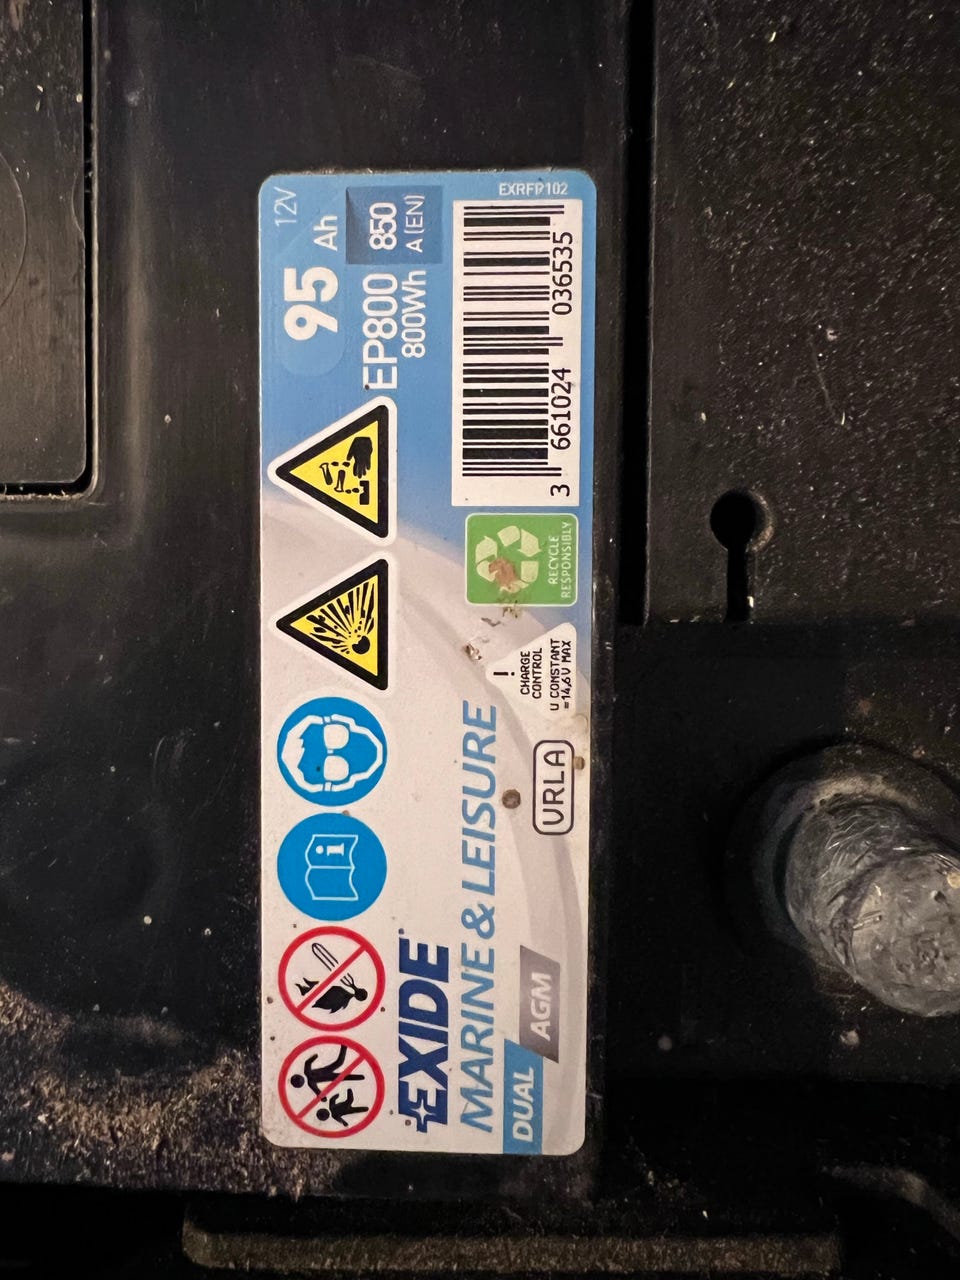 EXIDE
MARINE & LEISURE
DUAL AGM
VRLA
!
CHARGE
CONTROL
U CONSTANT
=14,6V MAX
RECYCLE
RESPONSIBLY
12V
95 Ah
EP800
800Wh
850
A (EN)
EXRFP102
3 661024 036535